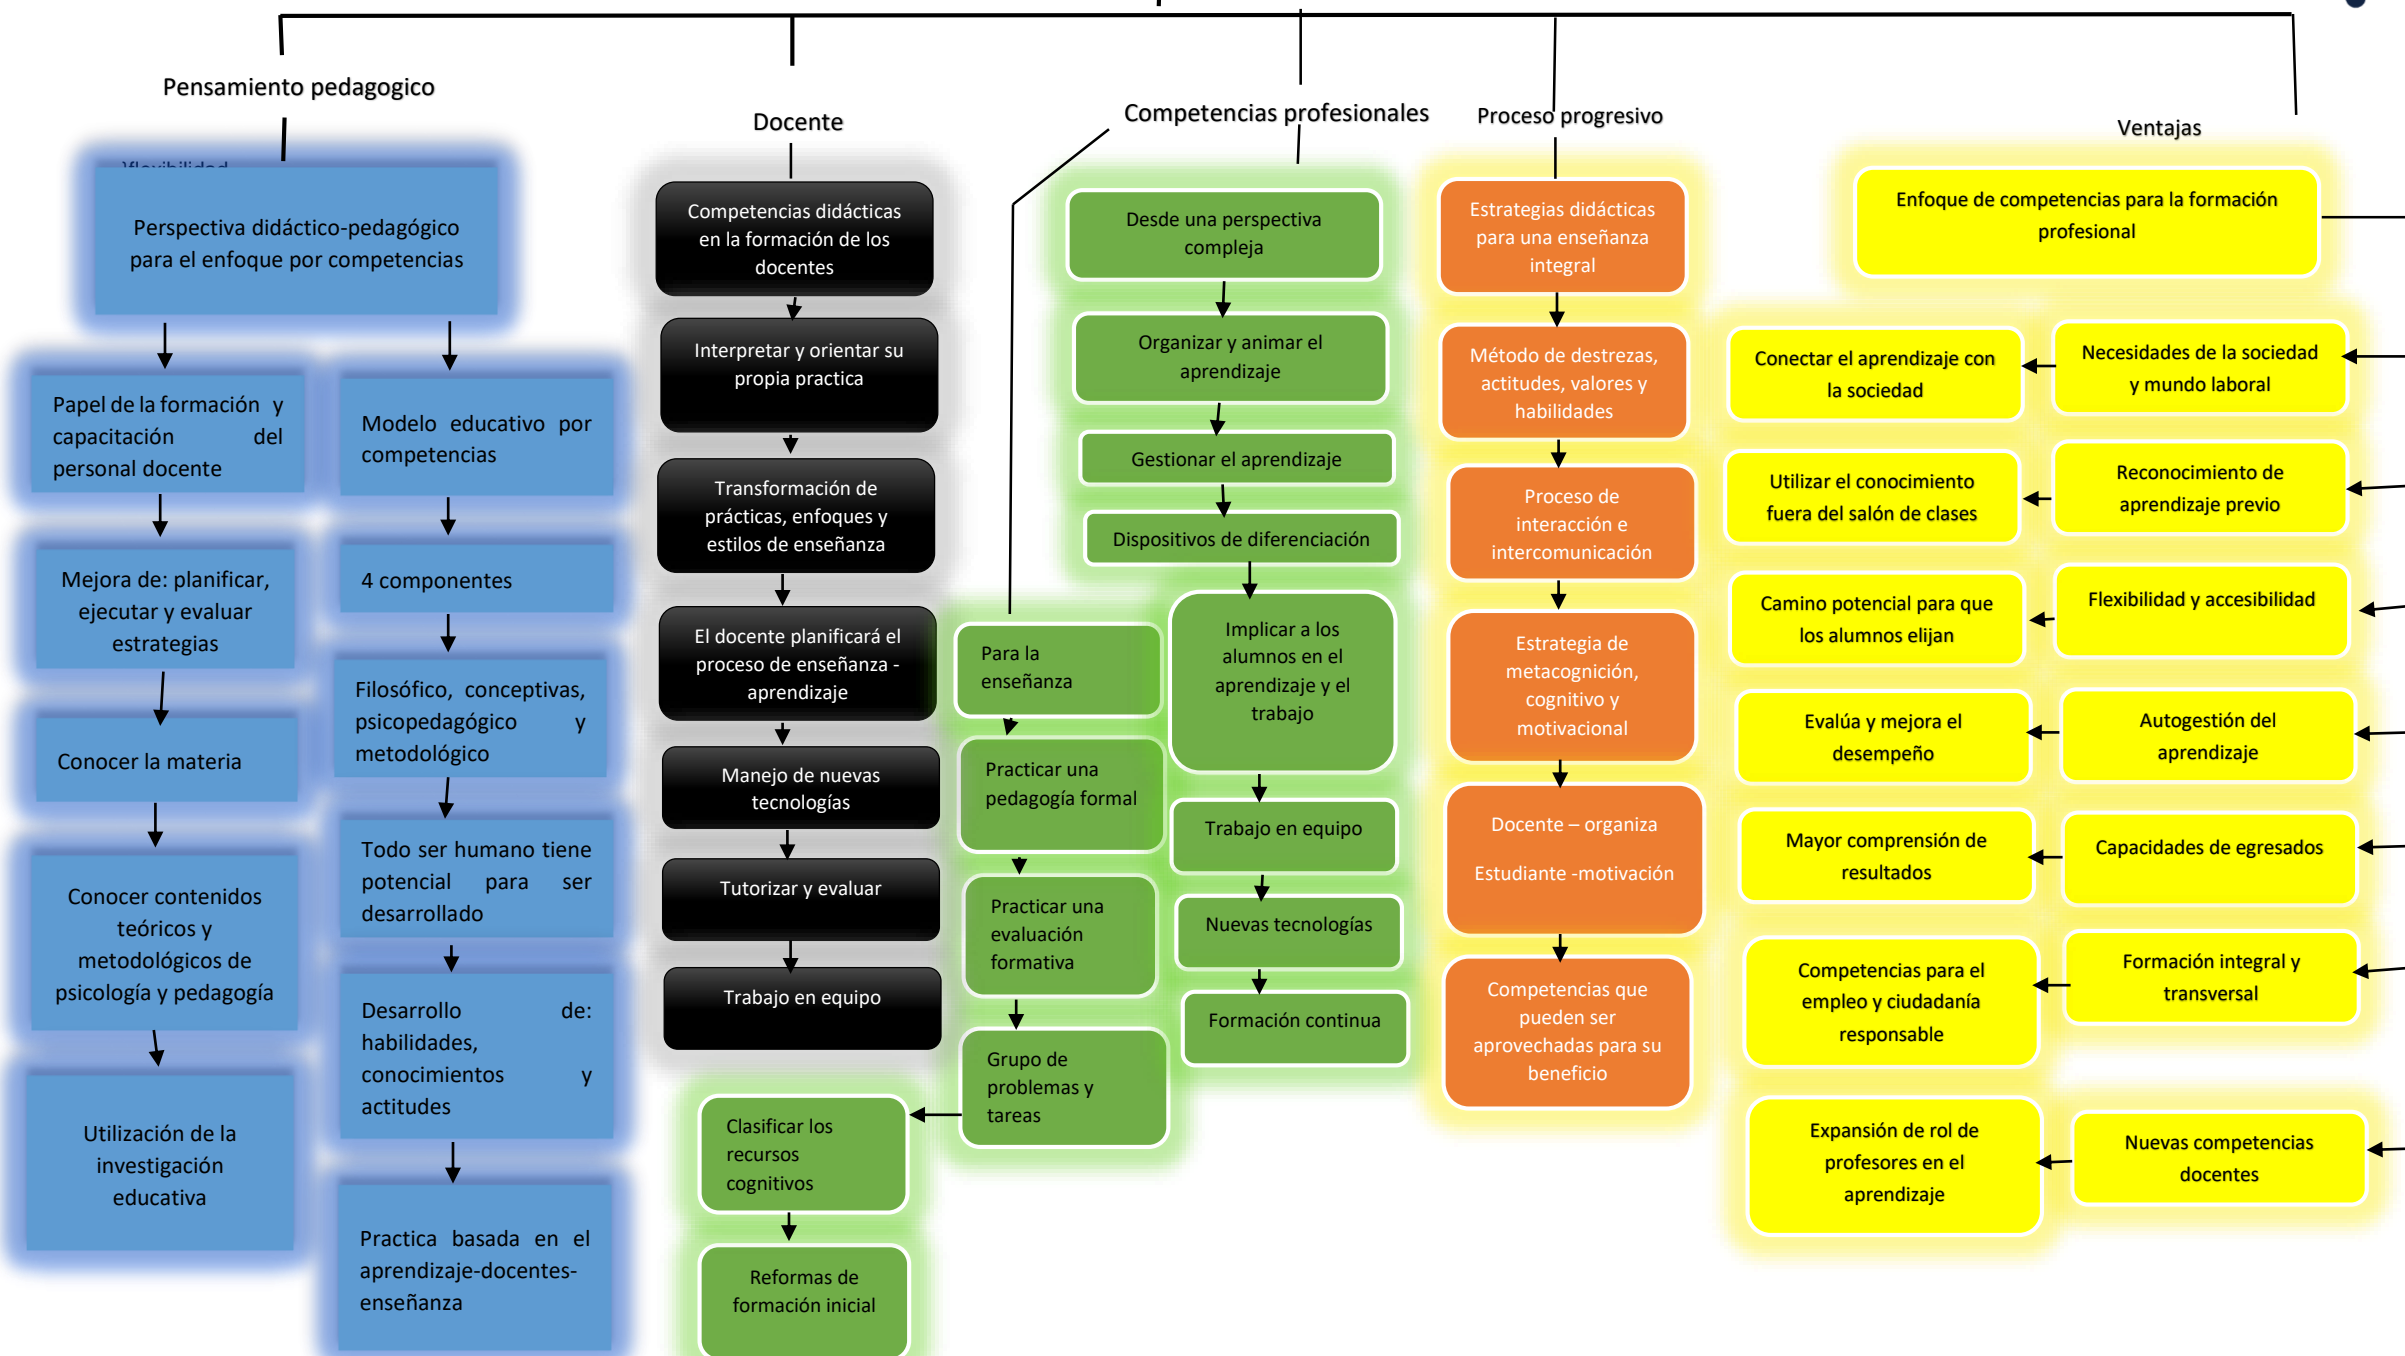 Pensamiento pedagogico
Perspectiva didáctico-pedagógico
para el enfoque por competencias
Papel de la formación y
capacitación del
personal docente
Mejora de: planificar,
ejecutar y evaluar
estrategias
Conocer la materia
Conocer contenidos
teóricos y
metodológicos de
psicología y pedagogía
Utilización de la
investigación
educativa
Modelo educativo por
competencias
4 componentes
Filosófico, conceptivas,
psicopedagógico y
metodológico
Todo ser humano tiene
potencial para ser
desarrollado
Desarrollo de:
habilidades,
conocimientos y
actitudes
Practica basada en el
aprendizaje-docentes-
enseñanza
Docente
Competencias didácticas
en la formación de los
docentes
Interpretar y orientar su
propia practica
Transformación de
prácticas, enfoques y
estilos de enseñanza
El docente planificará el
proceso de enseñanza -
aprendizaje
Manejo de nuevas
tecnologías
Tutorizar y evaluar
Trabajo en equipo
Competencias profesionales
Para la
enseñanza
Practicar una
pedagogía formal
Practicar una
evaluación
formativa
Grupo de
problemas y
tareas
Clasificar los
recursos
cognitivos
Reformas de
formación inicial
Desde una perspectiva
compleja
Organizar y animar el
aprendizaje
Gestionar el aprendizaje
Dispositivos de diferenciación
Implicar a los
alumnos en el
aprendizaje y el
trabajo
Trabajo en equipo
Nuevas tecnologías
Formación continua
Proceso progresivo
Estrategias didácticas
para una enseñanza
integral
Método de destrezas,
actitudes, valores y
habilidades
Proceso de
interacción e
intercomunicación
Estrategia de
metacognición,
cognitivo y
motivacional
Docente – organiza
Estudiante -motivación
Competencias que
pueden ser
aprovechadas para su
beneficio
Ventajas
Enfoque de competencias para la formación
profesional
Necesidades de la sociedad
y mundo laboral
Conectar el aprendizaje con
la sociedad
Reconocimiento de
aprendizaje previo
Utilizar el conocimiento
fuera del salón de clases
Flexibilidad y accesibilidad
Camino potencial para que
los alumnos elijan
Autogestión del
aprendizaje
Evalúa y mejora el
desempeño
Capacidades de egresados
Mayor comprensión de
resultados
Formación integral y
transversal
Competencias para el
empleo y ciudadanía
responsable
Nuevas competencias
docentes
Expansión de rol de
profesores en el
aprendizaje